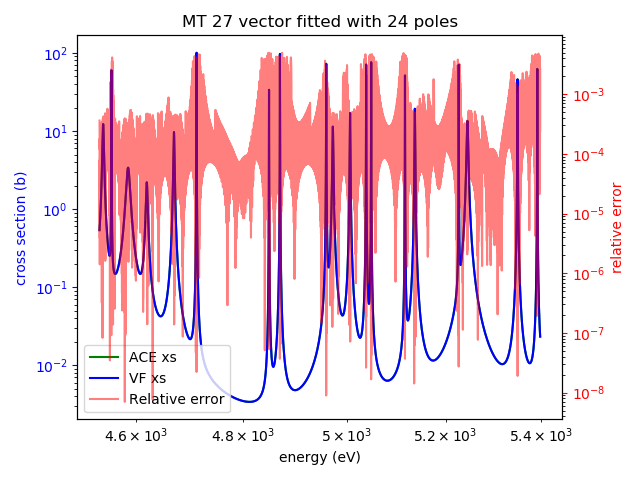 MT 27 vector fitted with 24 poles
cross section (b)
10²
10¹
10⁰
10⁻¹
10⁻²
10⁻³
10⁻⁴
10⁻⁵
10⁻⁶
10⁻⁷
10⁻⁸
relative error
ACE xs
VF xs
Relative error
4.6 × 10³ 4.8 × 10³ 5 × 10³ 5.2 × 10³ 5.4 × 10³
energy (eV)